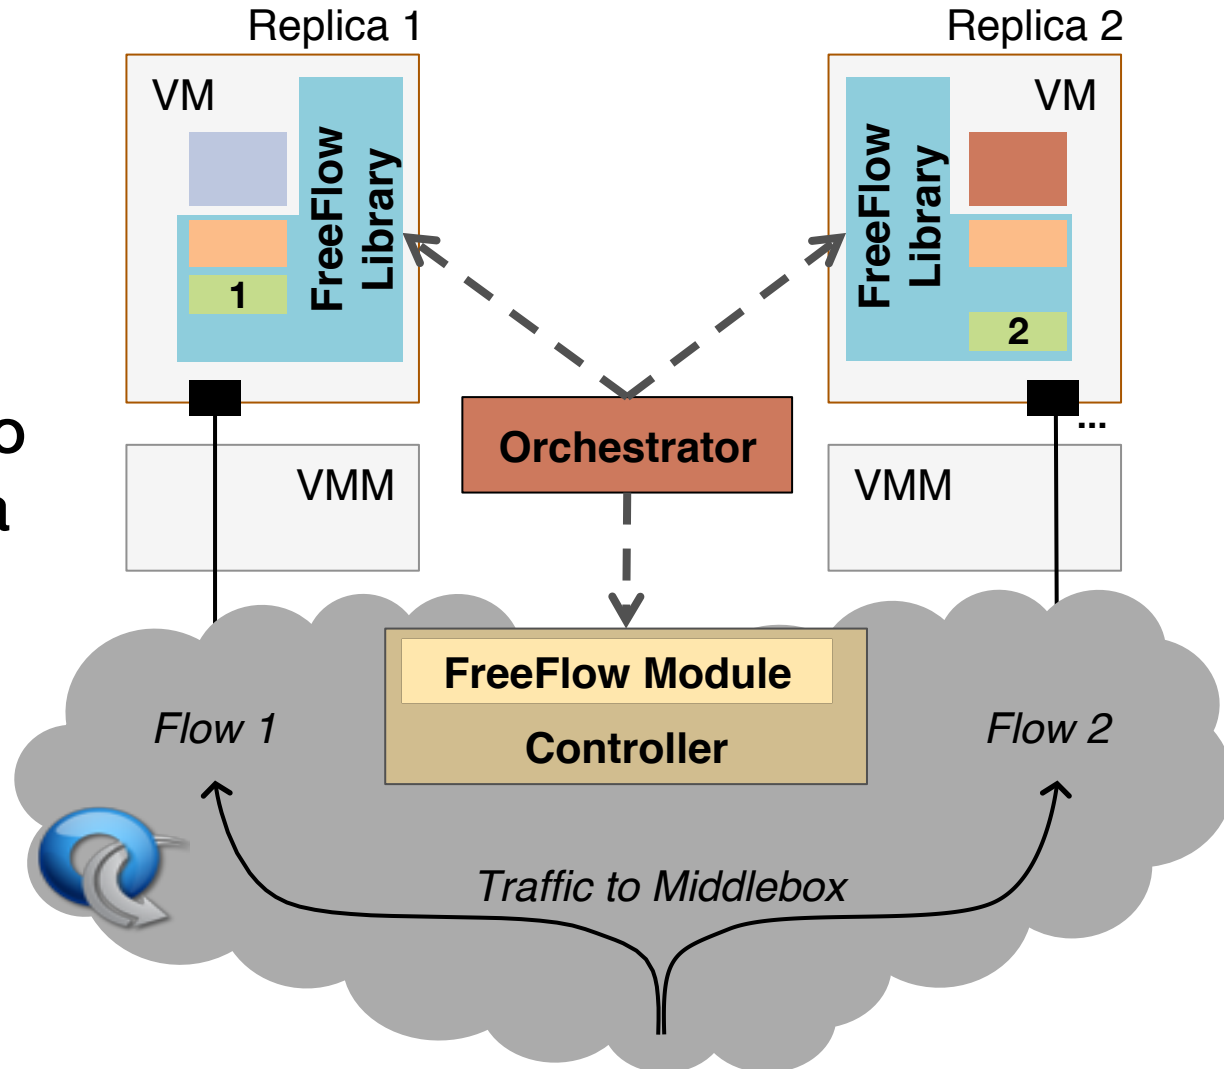 Replica 1
Replica 2
VM
FreeFlow
Library
1
VM
FreeFlow
Library
2
...
o
a
Orchestrator
VMM
VMM
FreeFlow Module
Controller
Flow 1
Flow 2
Traffic to Middlebox